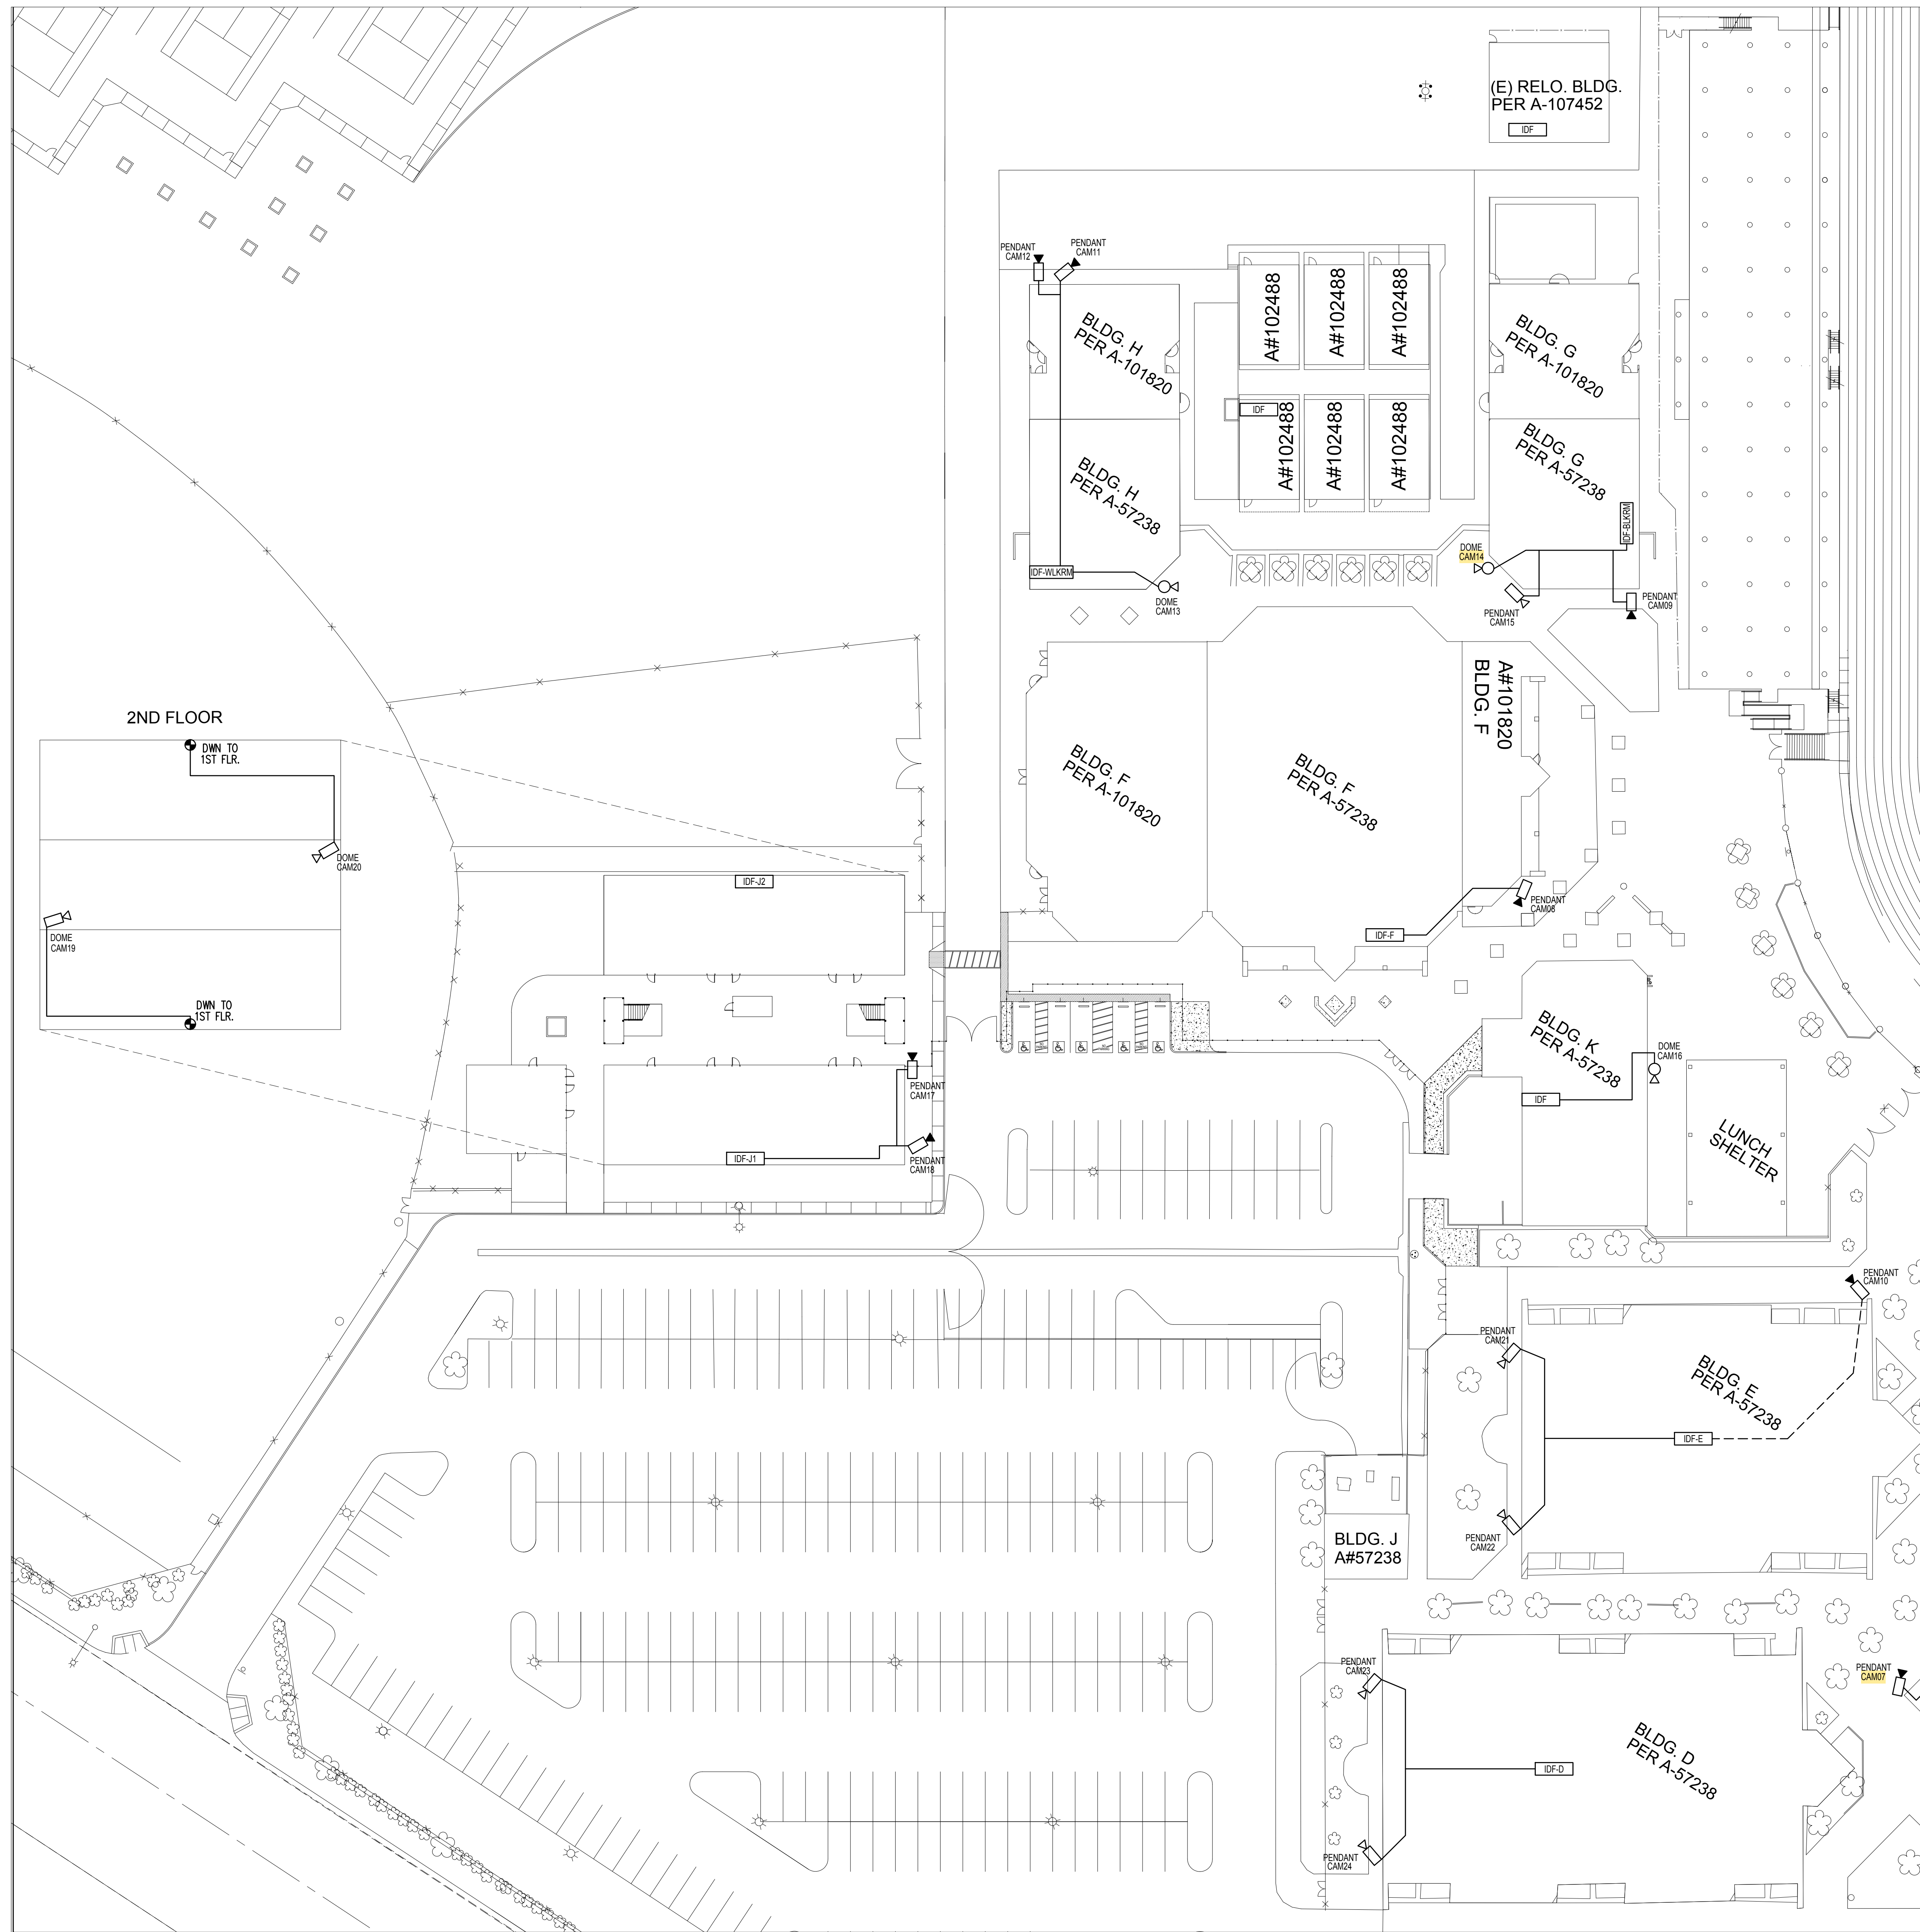 (E) RELO. BLDG.
PER A-107452
IDF
PENDANT
CAM12
PENDANT
CAM11
BLDG. H
PER A-101820
A#102488
A#102488
A#102488
BLDG. G
PER A-101820
IDF
A#102488
A#102488
A#102488
BLDG. H
PER A-57238
BLDG. G
PER A-57238
IDF-BLKRM
DOME
CAM14
IDF-WLKRM
DOME
CAM13
PENDANT
CAM15
PENDANT
CAM09
A#101820
BLDG. F
2ND FLOOR
DWN TO
1ST FLR.
BLDG. F
PER A-101820
BLDG. F
PER A-57238
DOME
CAM20
IDF-J2
PENDANT
CAM08
DOME
CAM19
IDF-F
DWN TO
1ST FLR.
BLDG. K
PER A-57238
DOME
CAM16
PENDANT
CAM17
IDF
LUNCH
SHELTER
IDF-J1
PENDANT
CAM18
PENDANT
CAM10
PENDANT
CAM21
BLDG. E
PER A-57238
IDF-E
PENDANT
CAM22
BLDG. J
A#57238
PENDANT
CAM23
PENDANT
CAM07
BLDG. D
PER A-57238
IDF-D
PENDANT
CAM24